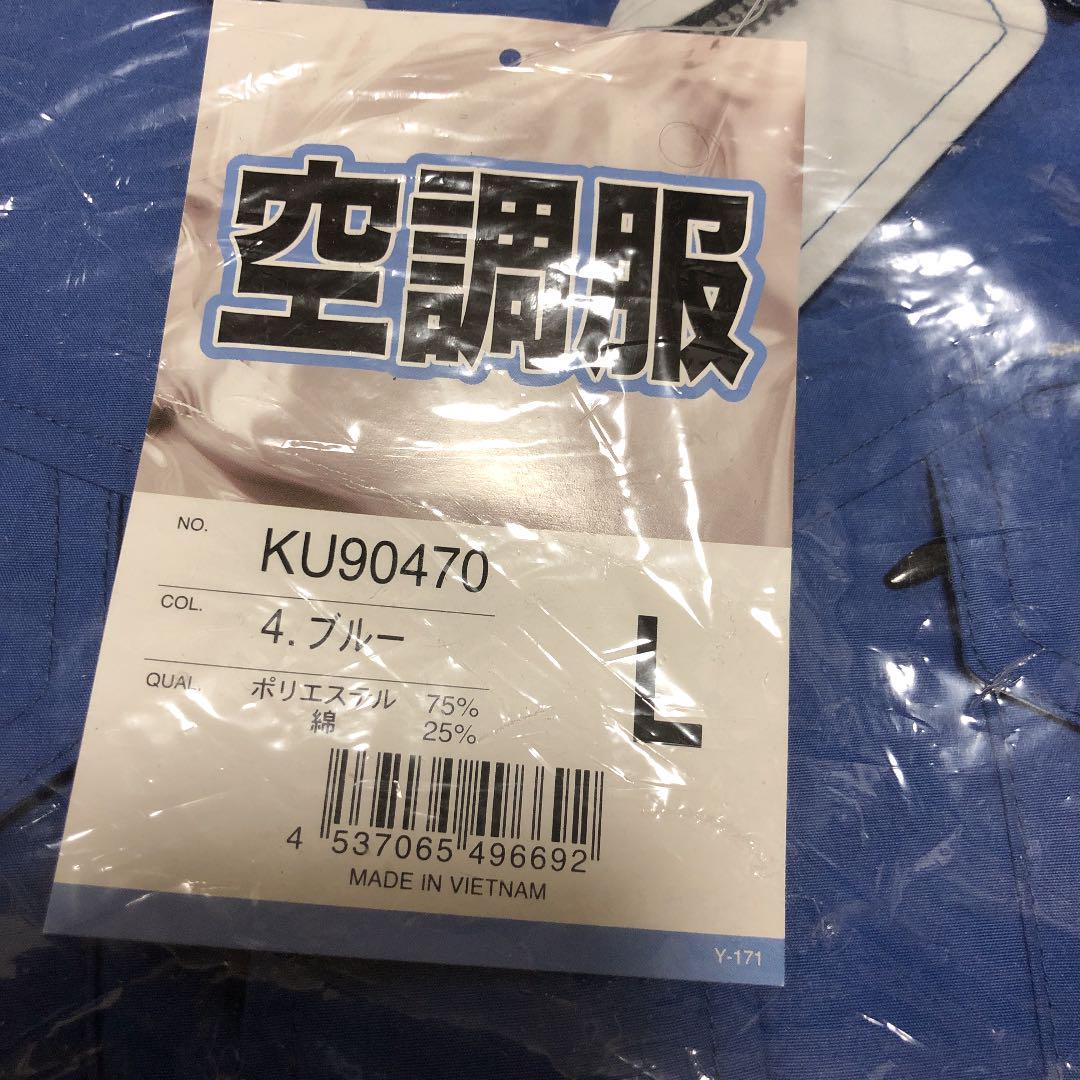 空調服
NO. KU90470
COL. 4.ブルー
QUAL. ポリエステル 75%
綿 25%
L
4 537065 496692
MADE IN VIETNAM
Y-171